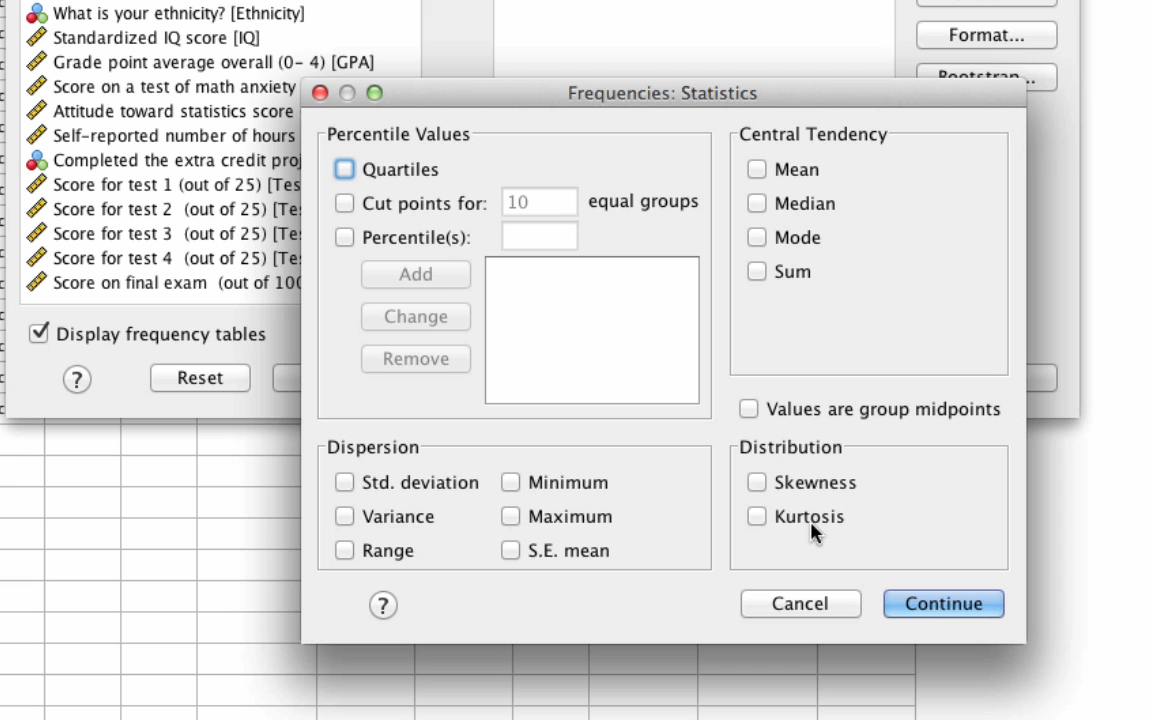 What is your ethnicity? [Ethnicity]
Standardized IQ score [IQ]
Grade point average overall (0- 4) [GPA]
Score on a test of math anxiety
Attitude toward statistics score
Self-reported number of hours
Completed the extra credit proj
Score for test 1 (out of 25) [Tes
Score for test 2 (out of 25) [Te
Score for test 3 (out of 25) [Te
Score for test 4 (out of 25) [Te
Score on final exam (out of 100
Display frequency tables
?
Reset
Format...
Bootstrap...
Frequencies: Statistics
Percentile Values
Quartiles
Cut points for: 10 equal groups
Percentile(s):
Add
Change
Remove
Central Tendency
Mean
Median
Mode
Sum
Values are group midpoints
Dispersion
Std. deviation Minimum
Variance Maximum
Range S.E. mean
Distribution
Skewness
Kurtosis
?
Cancel
Continue